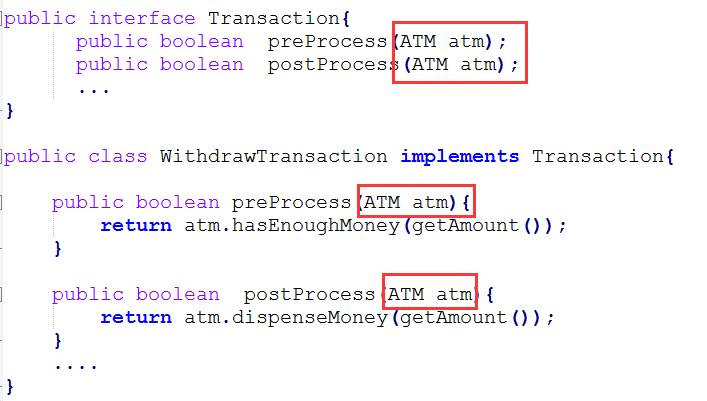 public interface Transaction{
public boolean preProcess(ATM atm);
public boolean postProcess(ATM atm);
...
}
public class WithdrawTransaction implements Transaction{
public boolean preProcess(ATM atm){
return atm.hasEnoughMoney(getAmount());
}
public boolean postProcess(ATM atm){
return atm.dispenseMoney(getAmount());
}
....
}